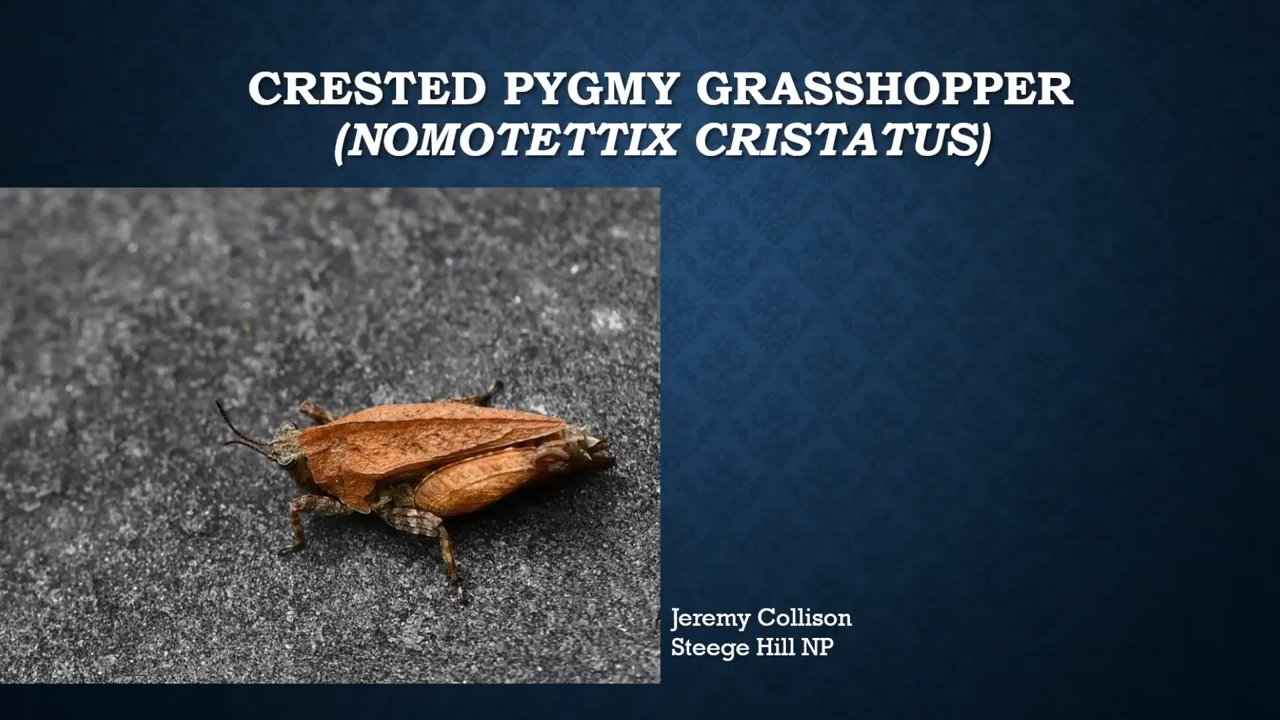 CRESTED PYGMY GRASSHOPPER
(NOMOTETTIX CRISTATUS)
Jeremy Collison
Steege Hill NP